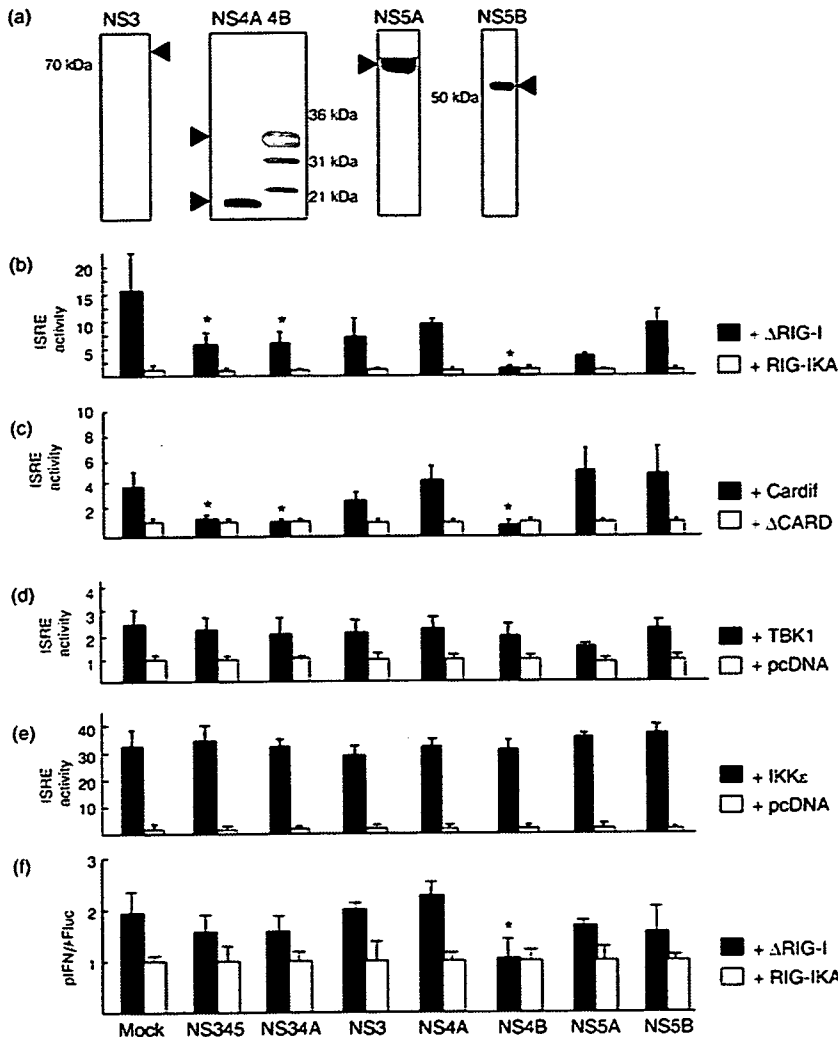 (a)
NS3 NS4A 4B NS5A NS5B
70 kDa
36 kDa
31 kDa
21 kDa
50 kDa
(b)
ISRE activity
20
15
10
5
+ ΔRIG-I
+ RIG-IKA
(c)
ISRE activity
10
8
6
4
2
+ Cardif
+ ΔCARD
(d)
ISRE activity
4
3
2
1
+ TBK1
+ pcDNA
(e)
ISRE activity
40
30
20
10
+ IKKε
+ pcDNA
(f)
3
2
1
+ ΔRIG-I
+ RIG-IKA
Mock NS345 NS34A NS3 NS4A NS4B NS5A NS5B